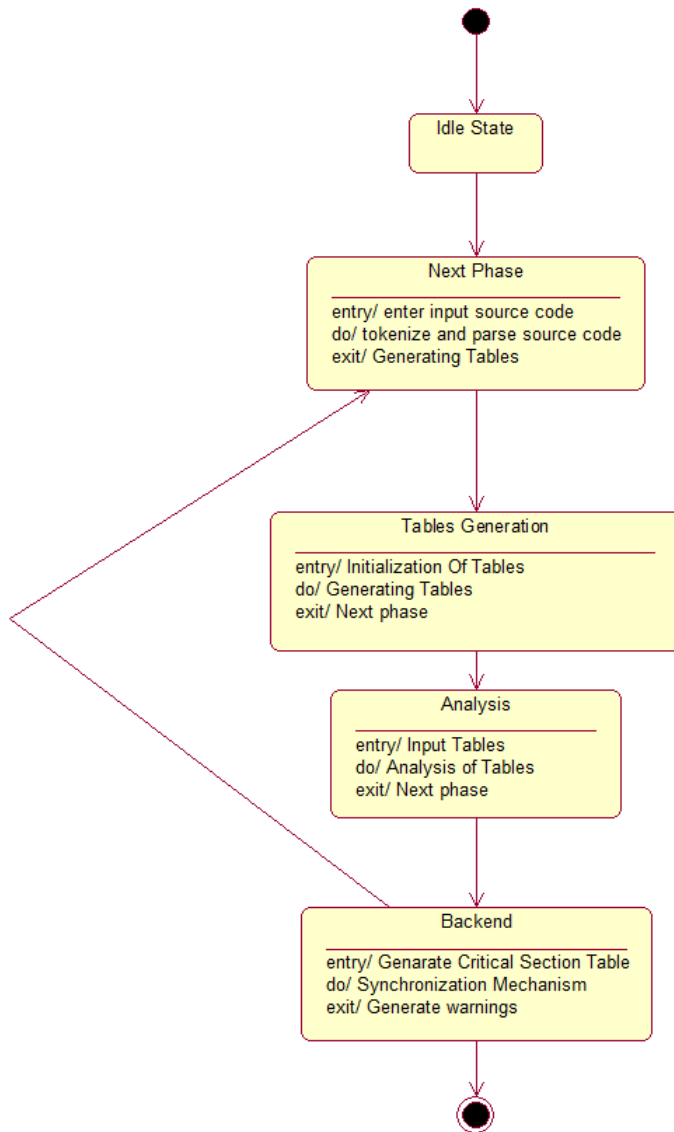 Idle State
Next Phase
entry/ enter input source code
do/ tokenize and parse source code
exit/ Generating Tables
Tables Generation
entry/ Initialization Of Tables
do/ Generating Tables
exit/ Next phase
Analysis
entry/ Input Tables
do/ Analysis of Tables
exit/ Next phase
Backend
entry/ Genarate Critical Section Table
do/ Synchronization Mechanism
exit/ Generate warnings